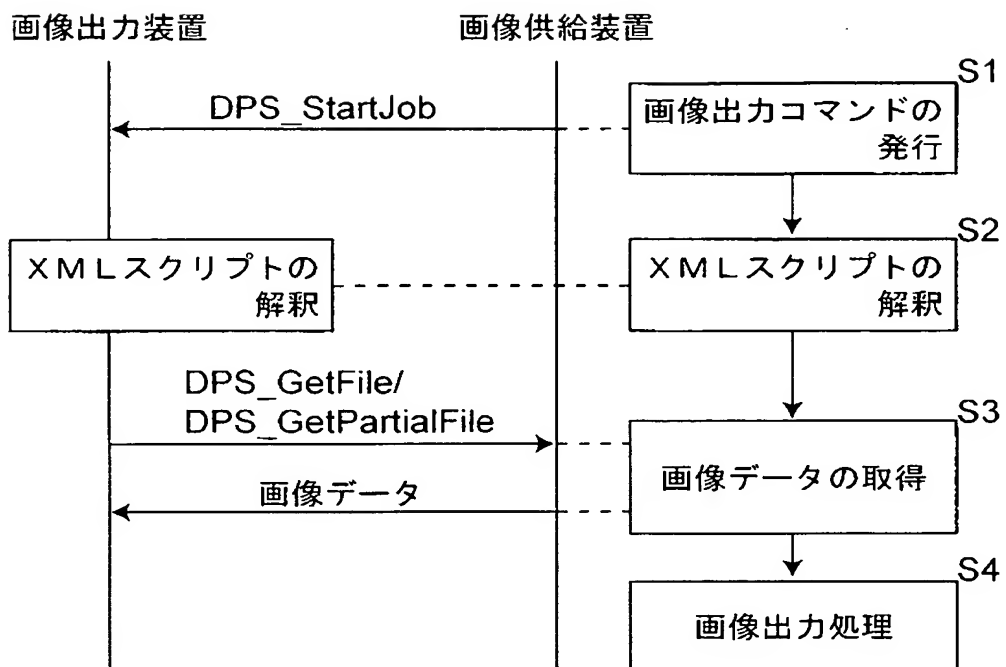 画像出力装置
画像供給装置
S1
DPS_StartJob
画像出力コマンドの
発行
S2
XMLスクリプトの
解釈
XMLスクリプトの
解釈
DPS_GetFile/
DPS_GetPartialFile
S3
画像データの取得
画像データ
S4
画像出力処理